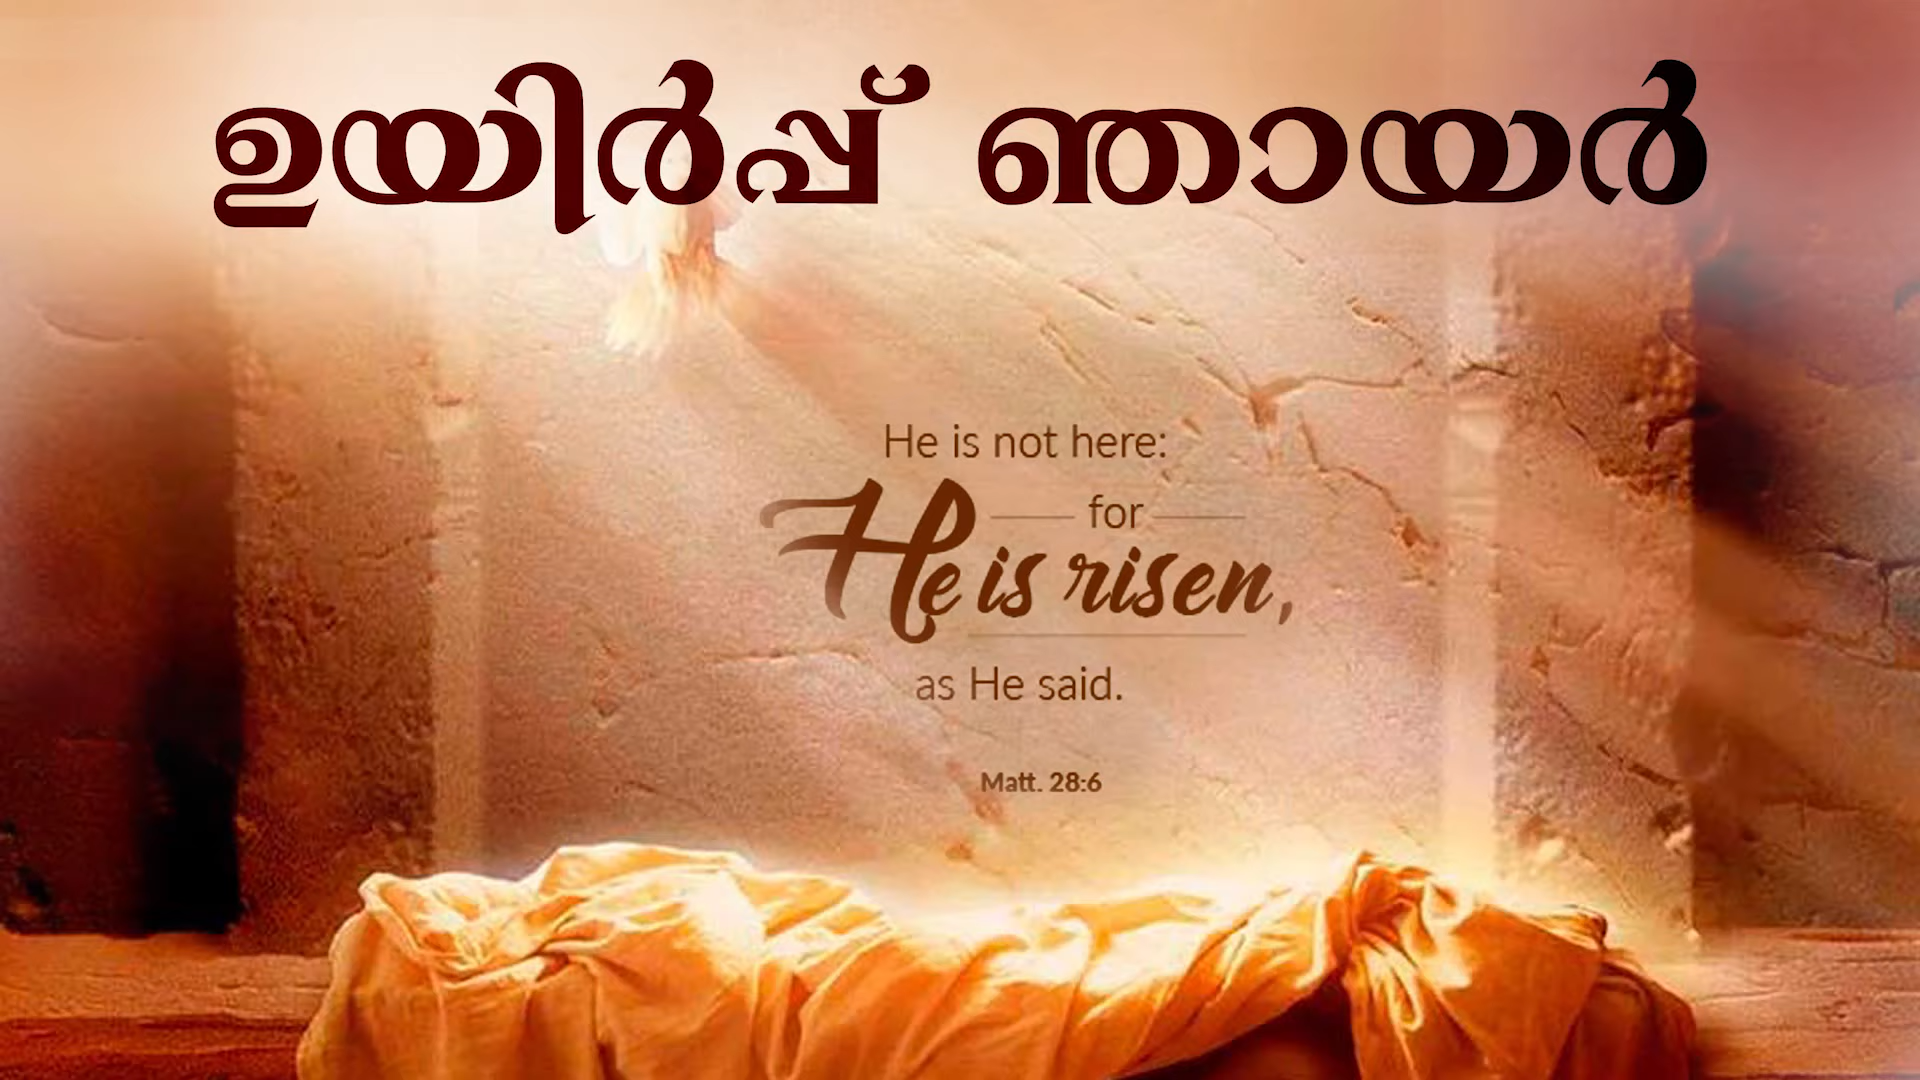 ഉയിർപ്പ് ഞായർ
He is not here:
for
He is risen,
as He said.
Matt. 28:6